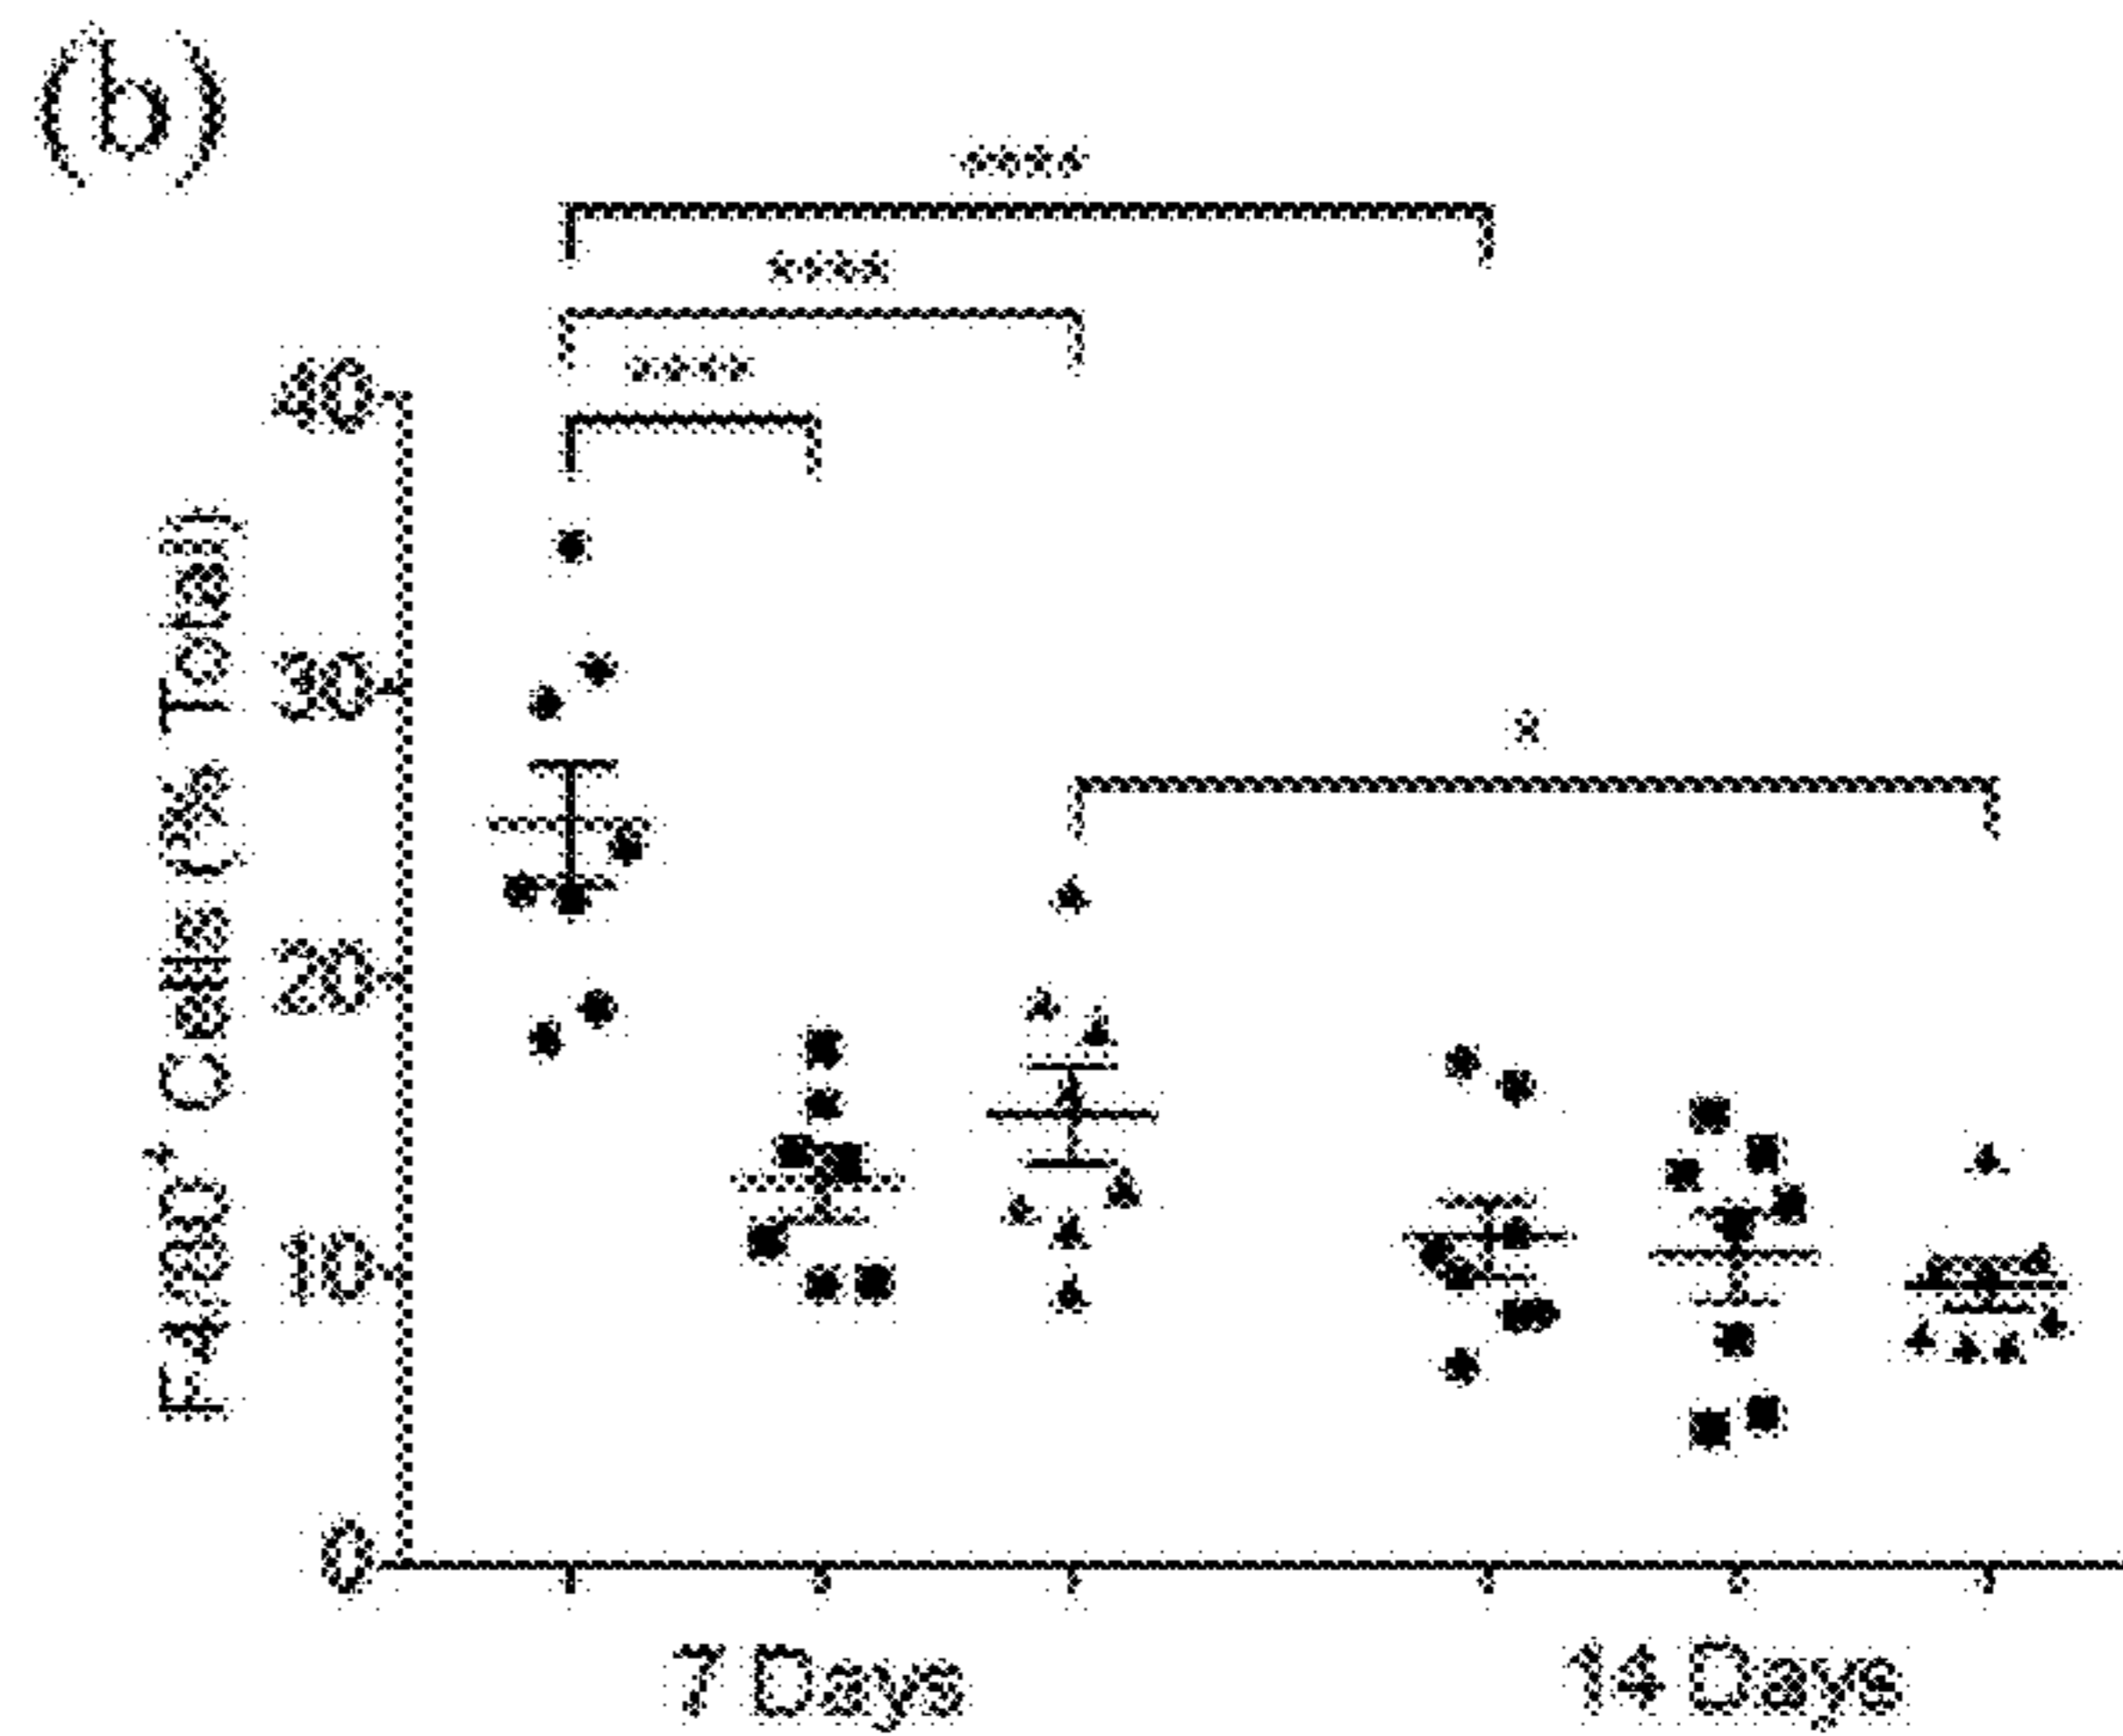 (b)
****
****
****
*
F4/80⁺ Cells (% Total)
40
30
20
10
0
7 Days
14 Days